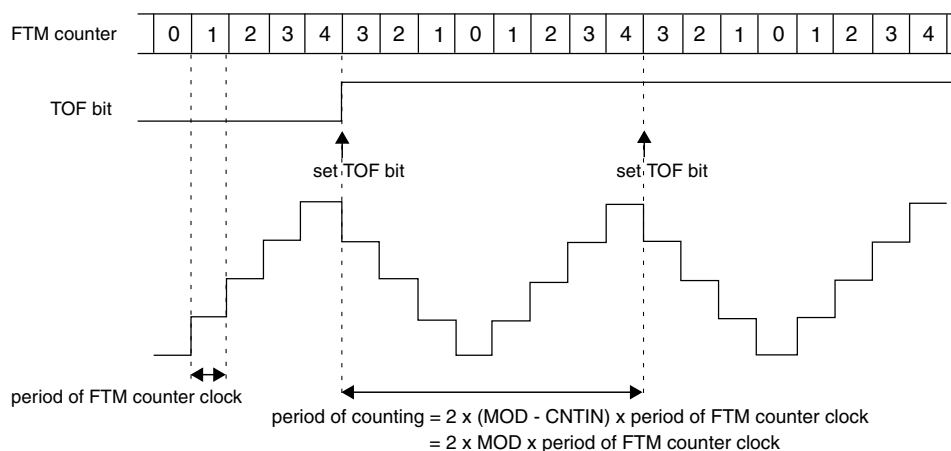 FTM counter 0 1 2 3 4 3 2 1 0 1 2 3 4 3 2 1 0 1 2 3 4
TOF bit
set TOF bit set TOF bit
period of FTM counter clock
period of counting = 2 x (MOD - CNTIN) x period of FTM counter clock
= 2 x MOD x period of FTM counter clock